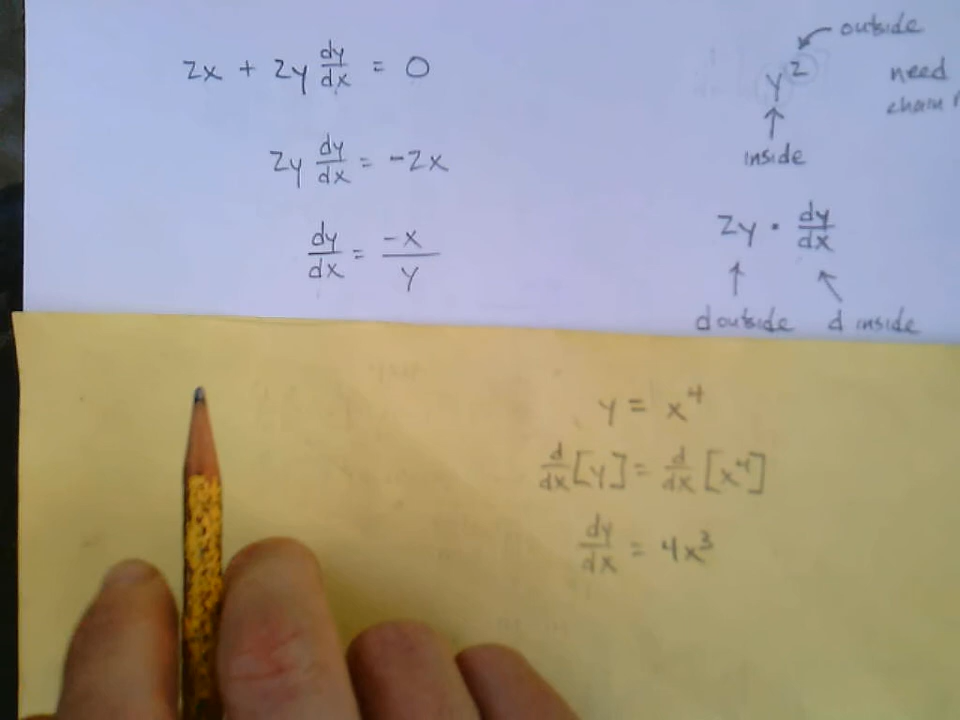 2x + 2y dy/dx = 0
2y dy/dx = -2x
dy/dx = -x/y
outside
y²
need
chain
inside
2y · dy/dx
d outside d inside
y = x⁴
d/dx [y] = d/dx [x⁴]
dy/dx = 4x³